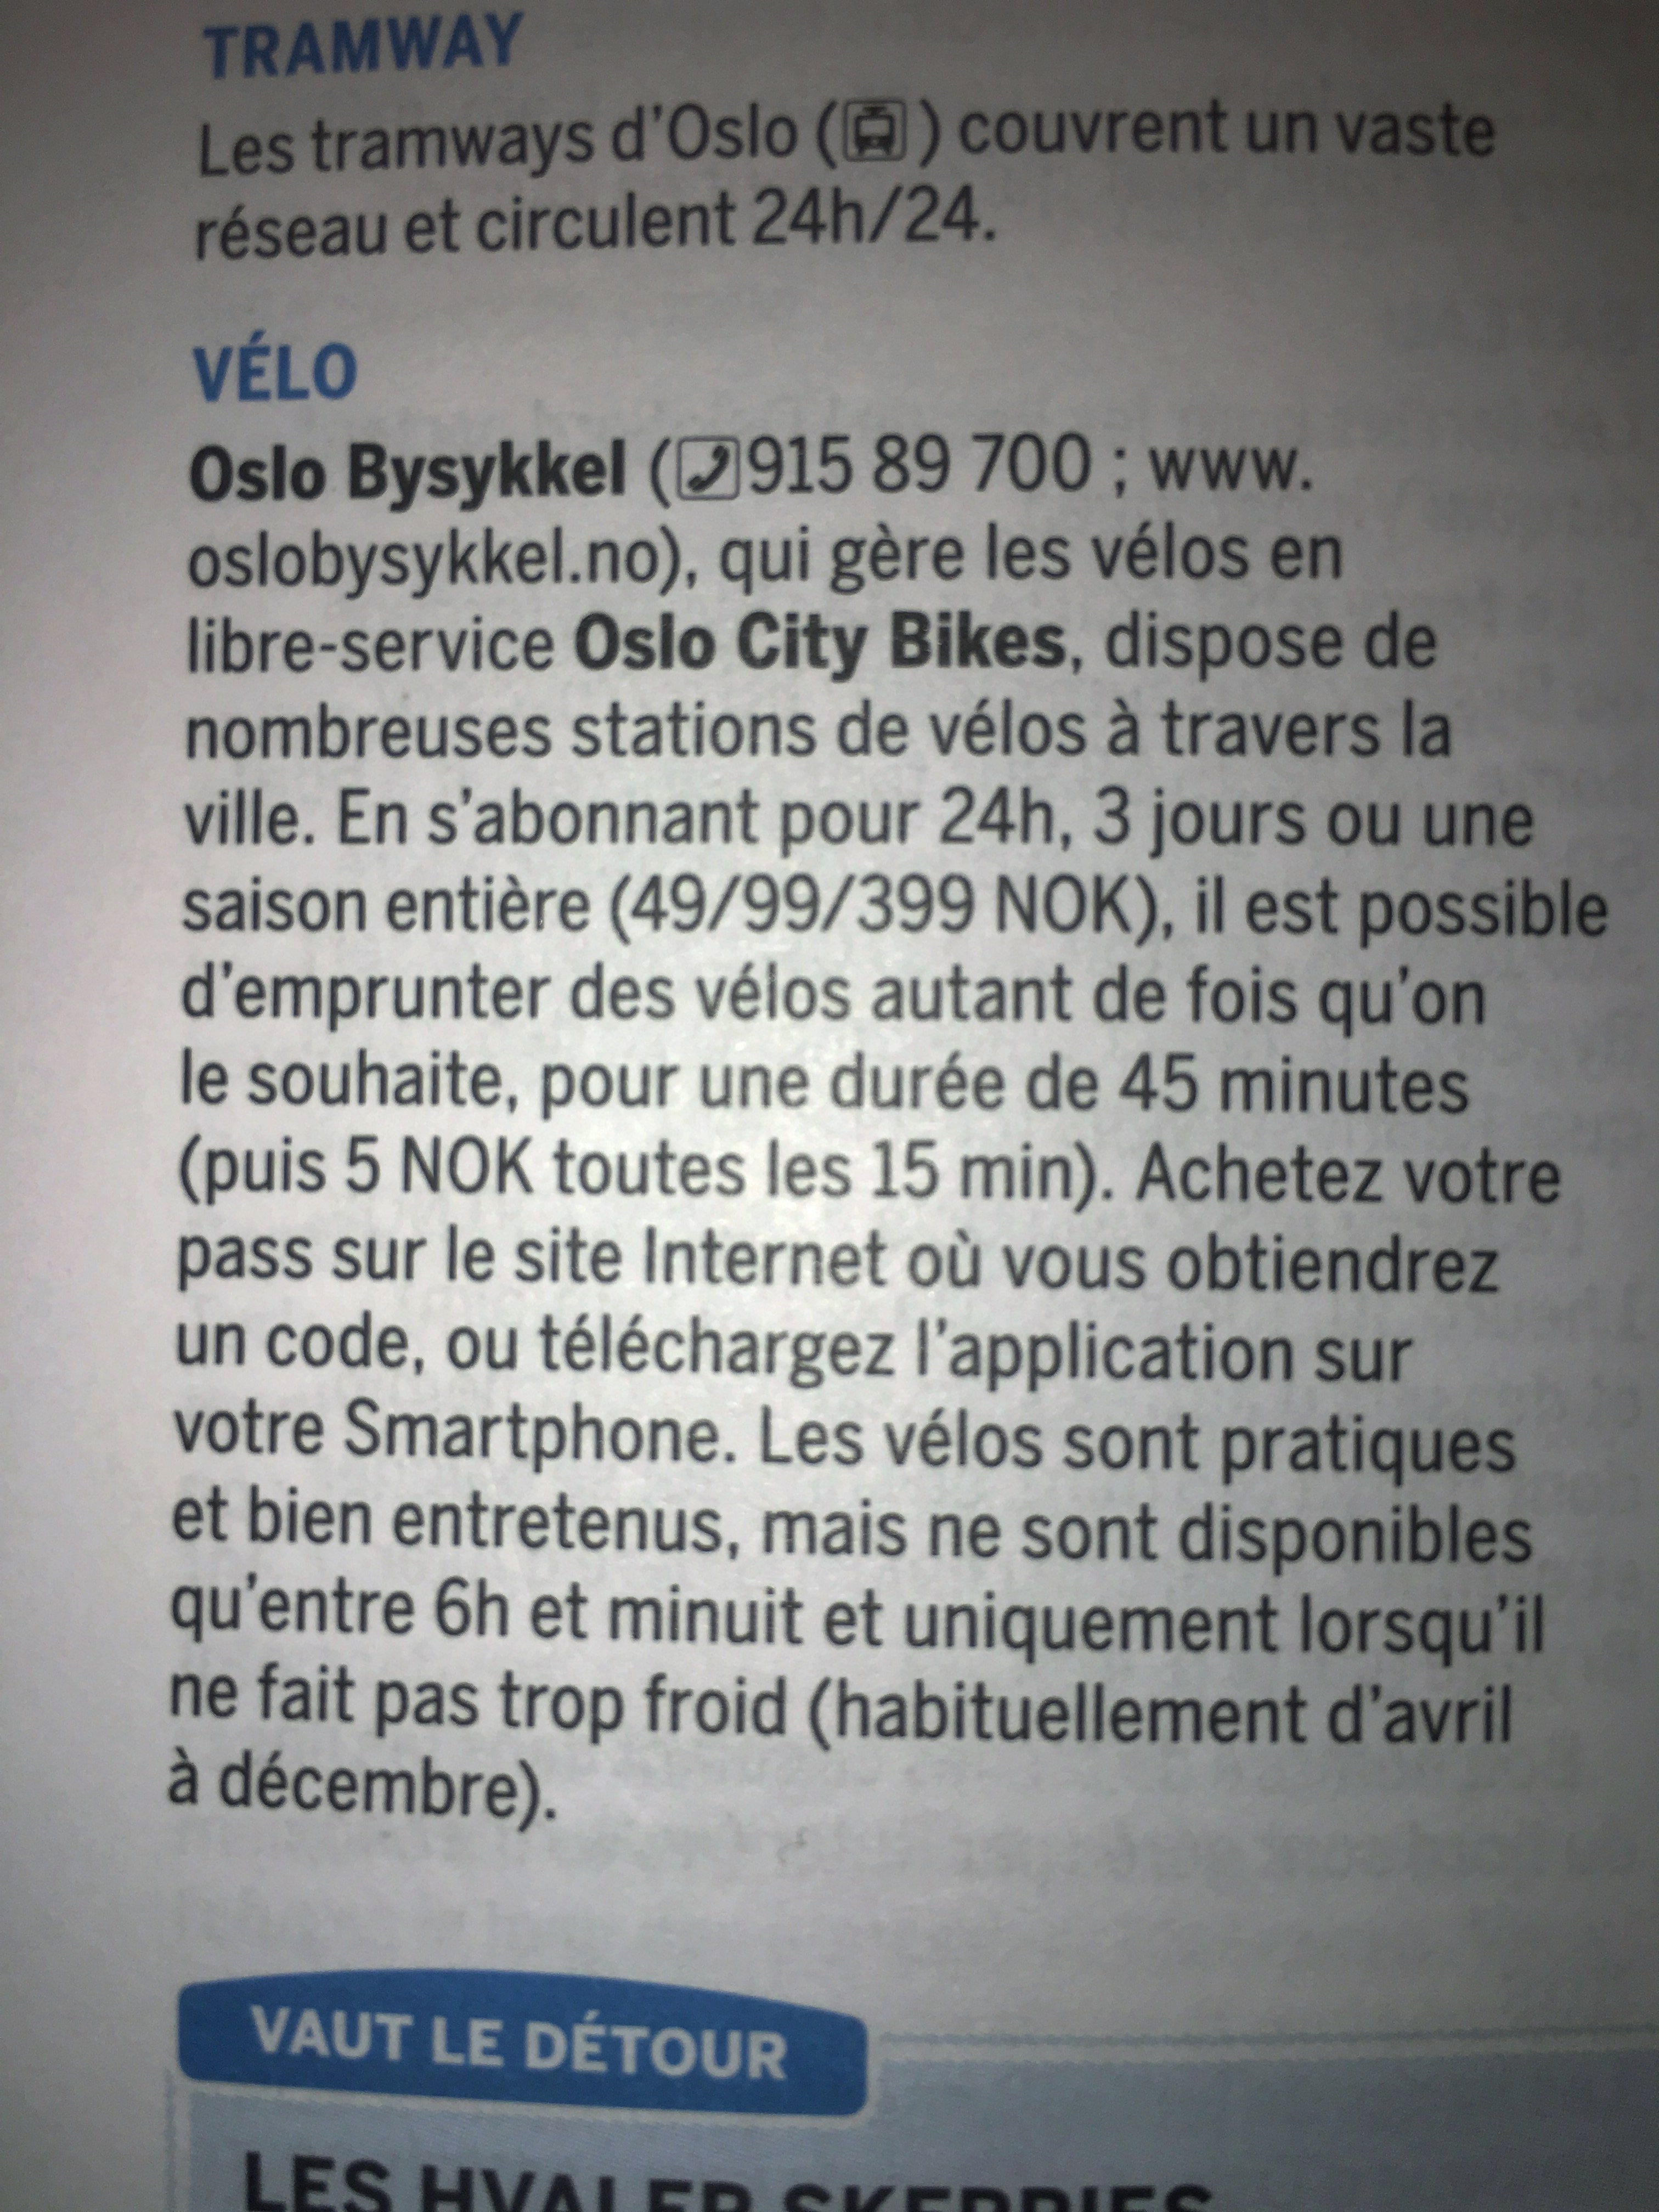 TRAMWAY
Les tramways d'Oslo ( ) couvrent un vaste
réseau et circulent 24h/24.
VÉLO
Oslo Bysykkel ( 915 89 700 ; www.
oslobysykkel.no), qui gère les vélos en
libre-service Oslo City Bikes, dispose de
nombreuses stations de vélos à travers la
ville. En s'abonnant pour 24h, 3 jours ou une
saison entière (49/99/399 NOK), il est possible
d'emprunter des vélos autant de fois qu'on
le souhaite, pour une durée de 45 minutes
(puis 5 NOK toutes les 15 min). Achetez votre
pass sur le site Internet où vous obtiendrez
un code, ou téléchargez l'application sur
votre Smartphone. Les vélos sont pratiques
et bien entretenus, mais ne sont disponibles
qu'entre 6h et minuit et uniquement lorsqu'il
ne fait pas trop froid (habituellement d'avril
à décembre).
VAUT LE DÉTOUR
LES HVALER SKERRIES